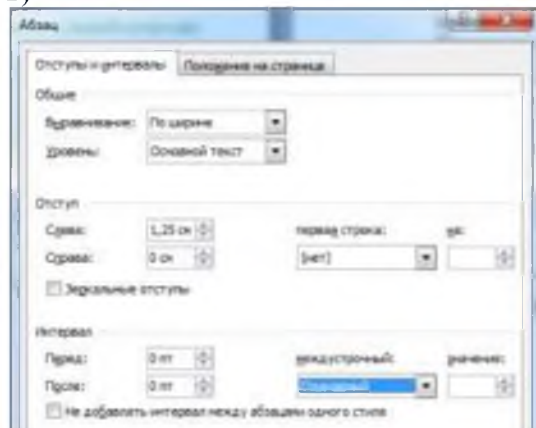 Абзац
Отступы и интервалы Положение на странице
Общие
Выравнивание: По ширине
Уровень: Основной текст
Отступ
Слева: 1,25 см первая строка: на:
Справа: 0 см (нет)
Зеркальные отступы
Интервал
Перед: 0 пт междустрочный: значение:
После: 0 пт
Не добавлять интервал между абзацами одного стиля